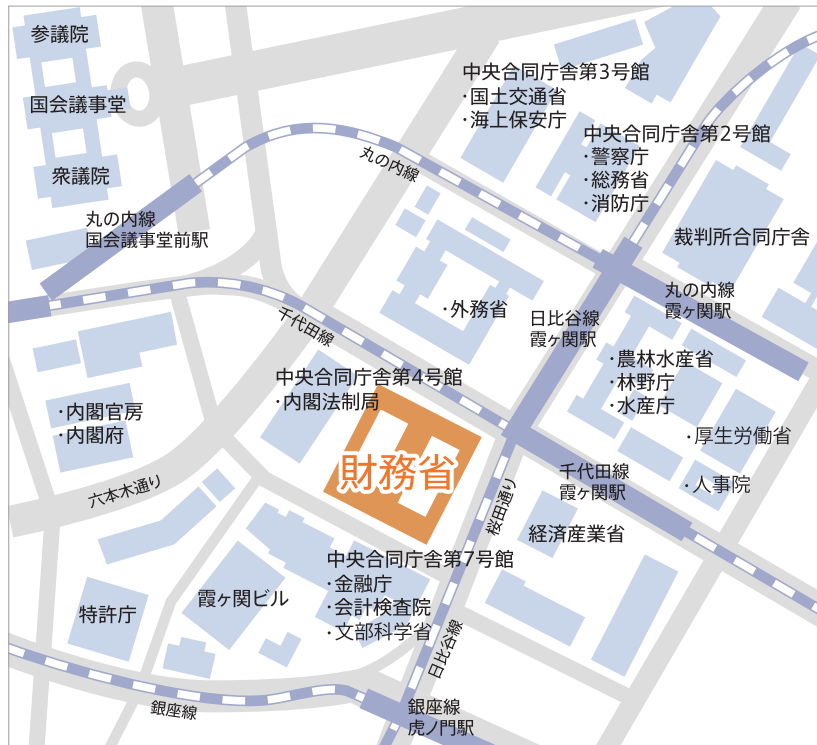 参議院
国会議事堂
衆議院
丸の内線
国会議事堂前駅
中央合同庁舎第3号館
・国土交通省
・海上保安庁
中央合同庁舎第2号館
・警察庁
・総務省
・消防庁
丸の内線
裁判所合同庁舎
丸の内線
霞ヶ関駅
・外務省
日比谷線
霞ヶ関駅
千代田線
・農林水産省
・林野庁
・水産庁
中央合同庁舎第4号館
・内閣法制局
・内閣官房
・内閣府
・厚生労働省
財務省
千代田線
霞ヶ関駅
・人事院
六本木通り
桜田通り
経済産業省
中央合同庁舎第7号館
・金融庁
・会計検査院
・文部科学省
霞ヶ関ビル
特許庁
日比谷線
銀座線
銀座線
虎ノ門駅